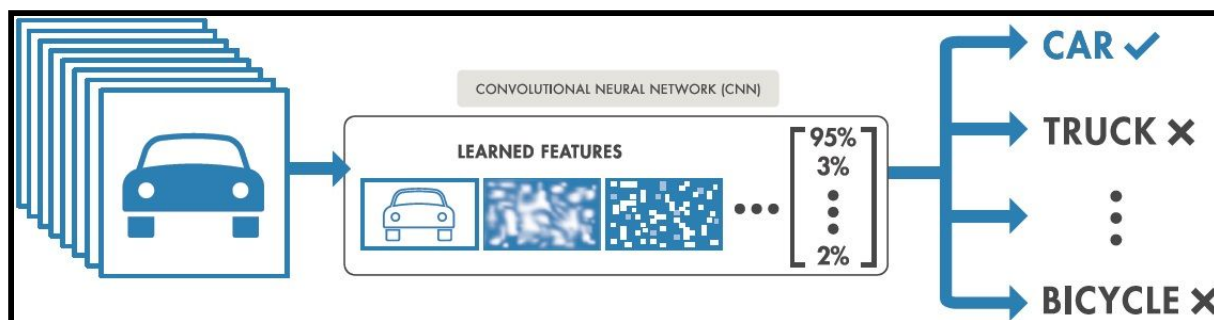 CONVOLUTIONAL NEURAL NETWORK (CNN)
LEARNED FEATURES
95%
3%
2%
CAR
TRUCK
BICYCLE